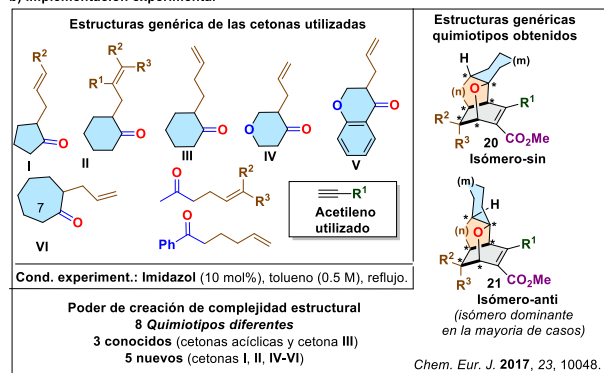 b) Implementación experimental
Estructuras genérica de las cetonas utilizadas
R2
O
I
R1
R2
R3
O
II
O
III
O
O
IV
O
O
V
7
O
VI
O
R2
R3
Ph
O
R1
Acetileno
utilizado
Cond. experiment.: Imidazol (10 mol%), tolueno (0.5 M), reflujo.
Poder de creación de complejidad estructural
8 Quimiotipos diferentes
3 conocidos (cetonas acíclicas y cetona III)
5 nuevos (cetonas I, II, IV-VI)
Estructuras genéricas
quimiotipos obtenidos
H
(m)
*
O
*
(n)
*
*
R1
R2
*
*
R3
20
CO2Me
Isómero-sin
(m)
H
*
*
(n)
O
*
*
R1
R2
*
*
R3
21
CO2Me
Isómero-anti
(isómero dominante
en la mayoria de casos)
Chem. Eur. J. 2017, 23, 10048.